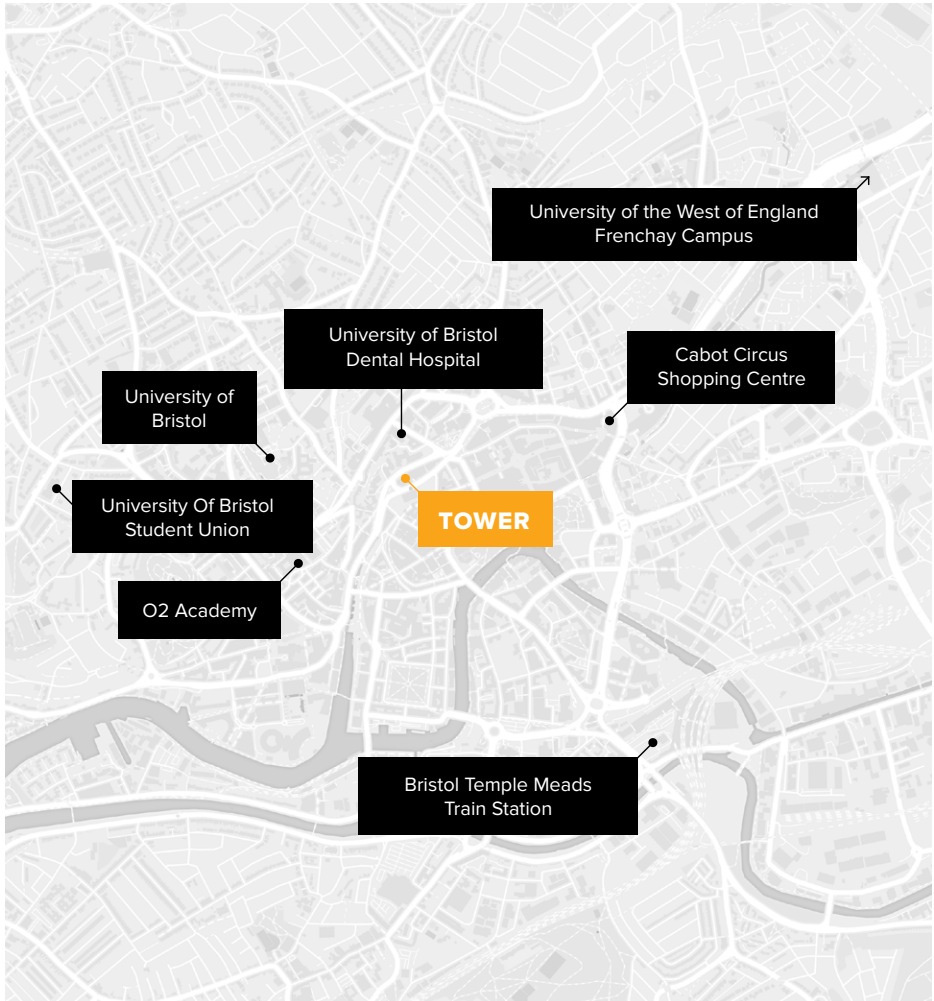 University of the West of England
Frenchay Campus
University of Bristol
Dental Hospital
Cabot Circus
Shopping Centre
University of
Bristol
University Of Bristol
Student Union
TOWER
O2 Academy
Bristol Temple Meads
Train Station